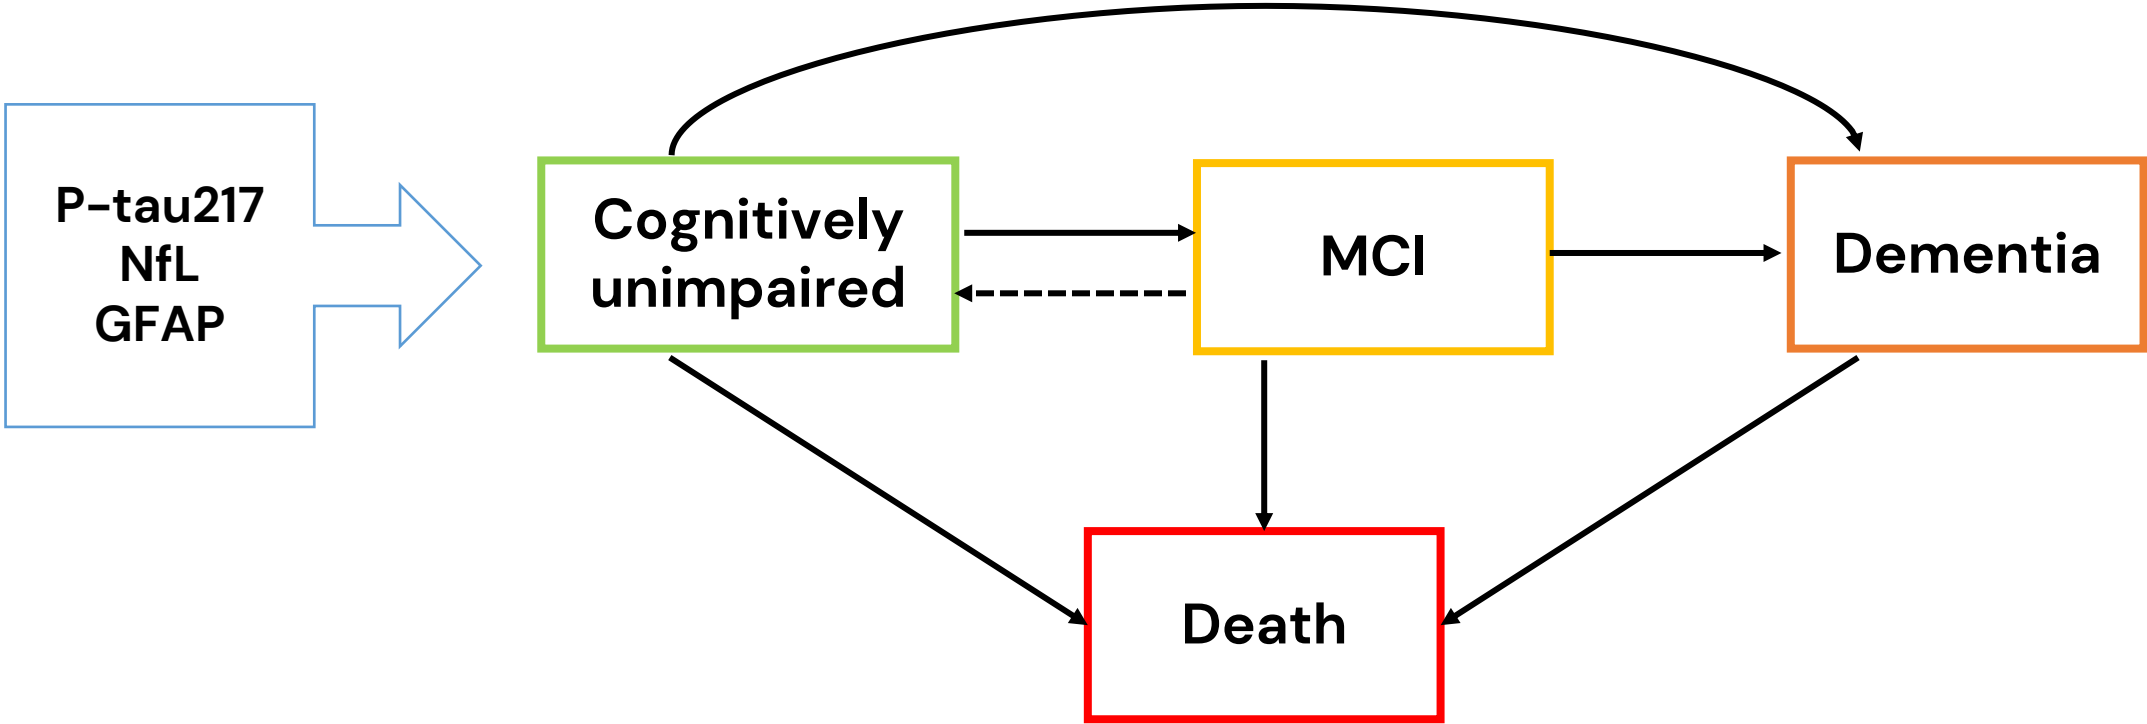 P-tau217
NfL
GFAP
Cognitively
unimpaired
MCI
Dementia
Death